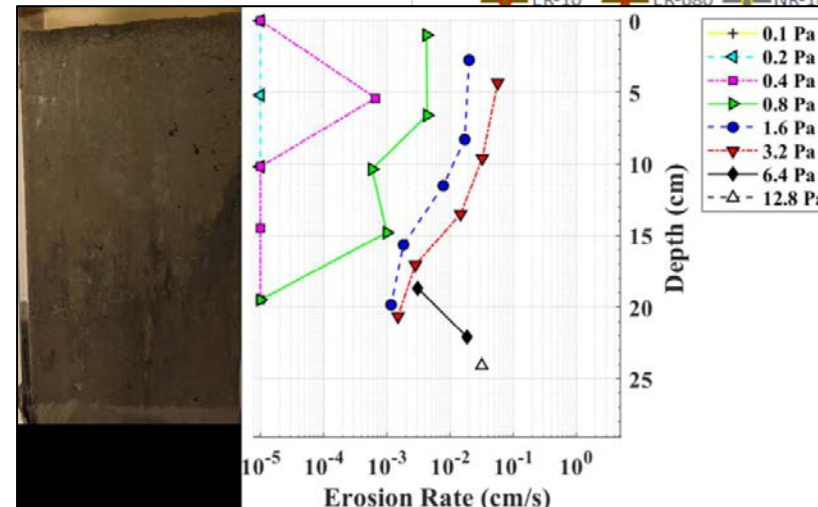 ER-10
0
5
10
15
20
25
Depth (cm)
10^-5 10^-4 10^-3 10^-2 10^-1 10^0
Erosion Rate (cm/s)
0.1 Pa
0.2 Pa
0.4 Pa
0.8 Pa
1.6 Pa
3.2 Pa
6.4 Pa
12.8 Pa